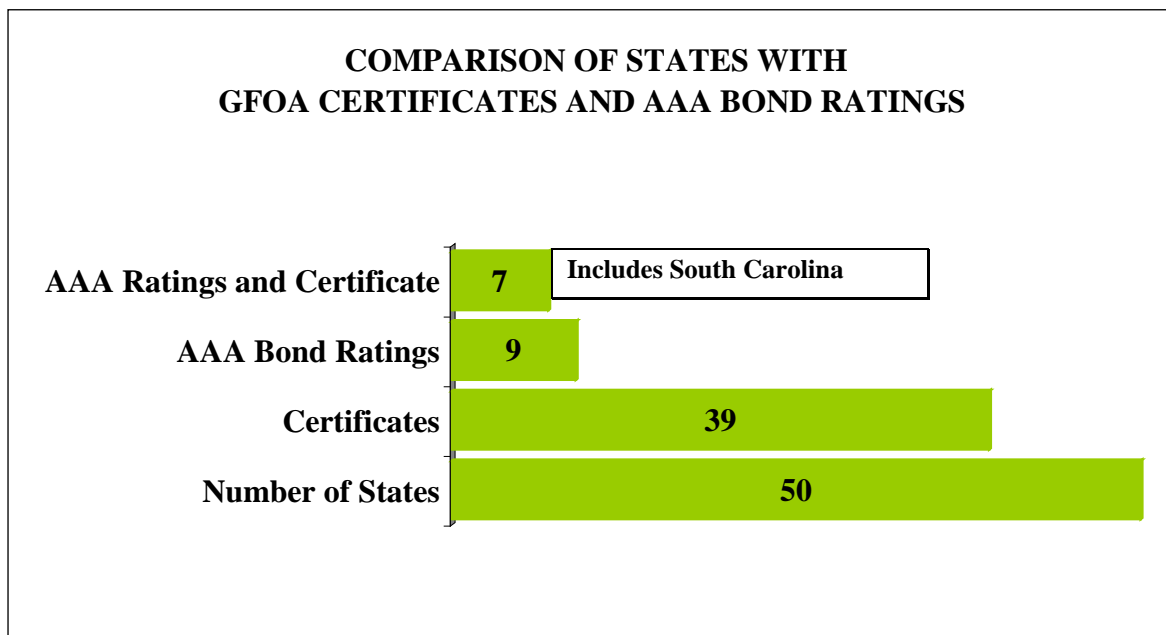 COMPARISON OF STATES WITH
GFOA CERTIFICATES AND AAA BOND RATINGS
AAA Ratings and Certificate
7
Includes South Carolina
AAA Bond Ratings
9
Certificates
39
Number of States
50